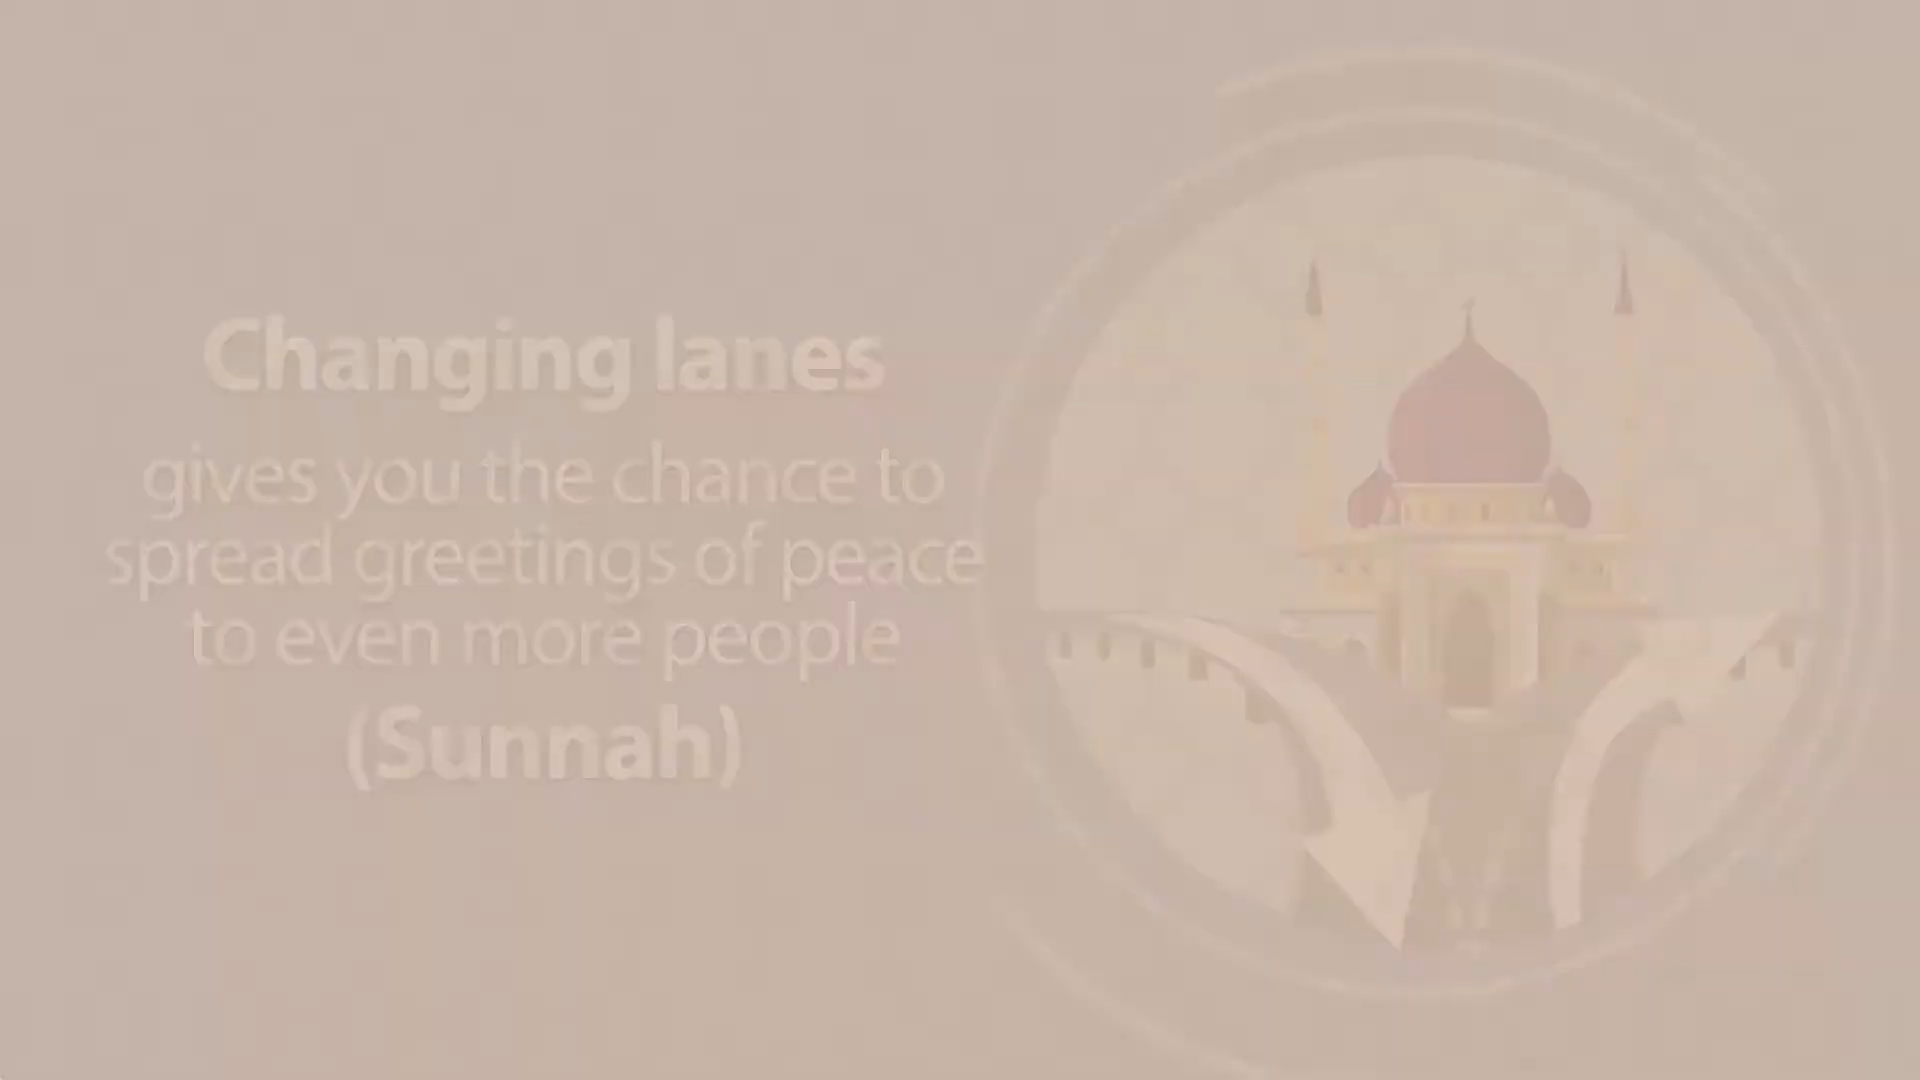 Changing lanes
gives you the chance to
spread greetings of peace
to even more people
(Sunnah)